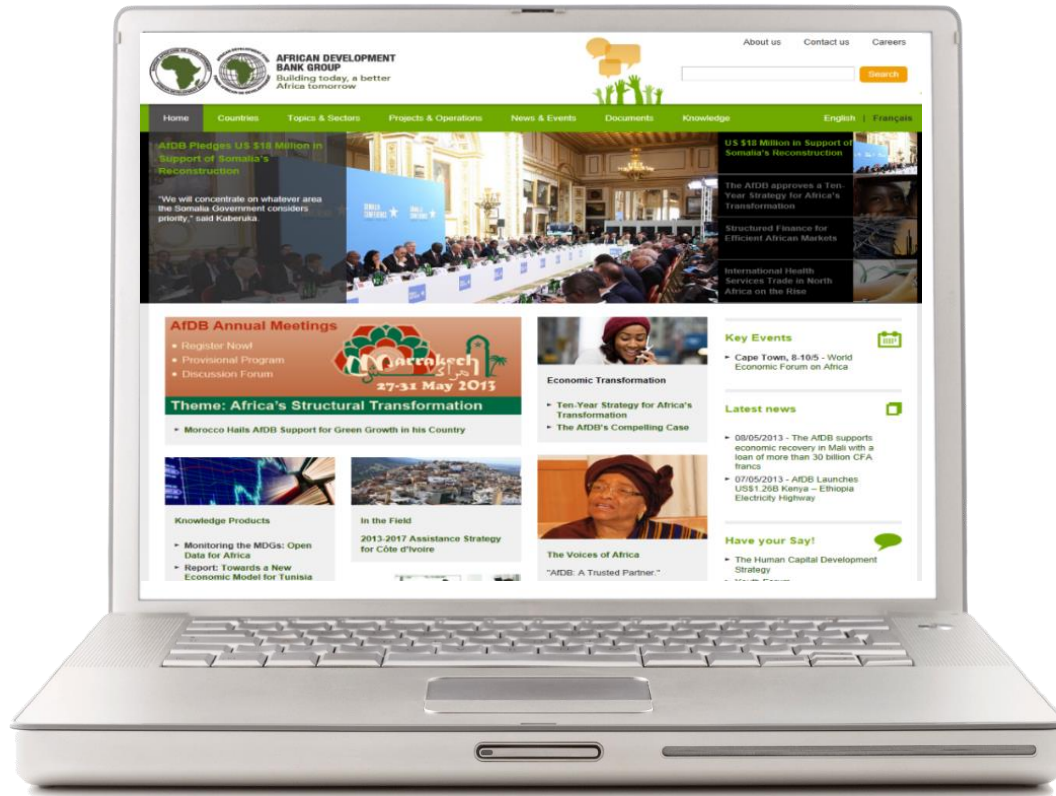 About us Contact us Careers
AFRICAN DEVELOPMENT
BANK GROUP
Building today, a better
Africa tomorrow
Search
Home Countries Topics & Sectors Projects & Operations News & Events Documents Knowledge English | Français
AfDB Pledges US $18 Million in
Support of Somalia's
Reconstruction
"We will concentrate on whatever area
the Somalia Government considers
priority," said Kaberuka.
SOMALIA
CONFERENCE
US $18 Million in Support of
Somalia's Reconstruction
The AfDB approves a Ten-
Year Strategy for Africa's
Transformation
Structured Finance for
Efficient African Markets
International Health
Services Trade in North
Africa on the Rise
AfDB Annual Meetings
• Register Now!
• Provisional Program
• Discussion Forum
Marrakech
مراكش
27-31 May 2013
Theme: Africa's Structural Transformation
Morocco Hails AfDB Support for Green Growth in his Country
Economic Transformation
Ten-Year Strategy for Africa's
Transformation
The AfDB's Compelling Case
Key Events
Cape Town, 8-10/5 - World
Economic Forum on Africa
Latest news
08/05/2013 - The AfDB supports
economic recovery in Mali with a
loan of more than 30 billion CFA
francs
07/05/2013 - AfDB Launches
US$1.26B Kenya – Ethiopia
Electricity Highway
Knowledge Products
Monitoring the MDGs: Open
Data for Africa
Report: Towards a New
Economic Model for Tunisia
In the Field
2013-2017 Assistance Strategy
for Côte d'Ivoire
The Voices of Africa
"AfDB: A Trusted Partner."
Have your Say!
The Human Capital Development
Strategy
Youth Forum